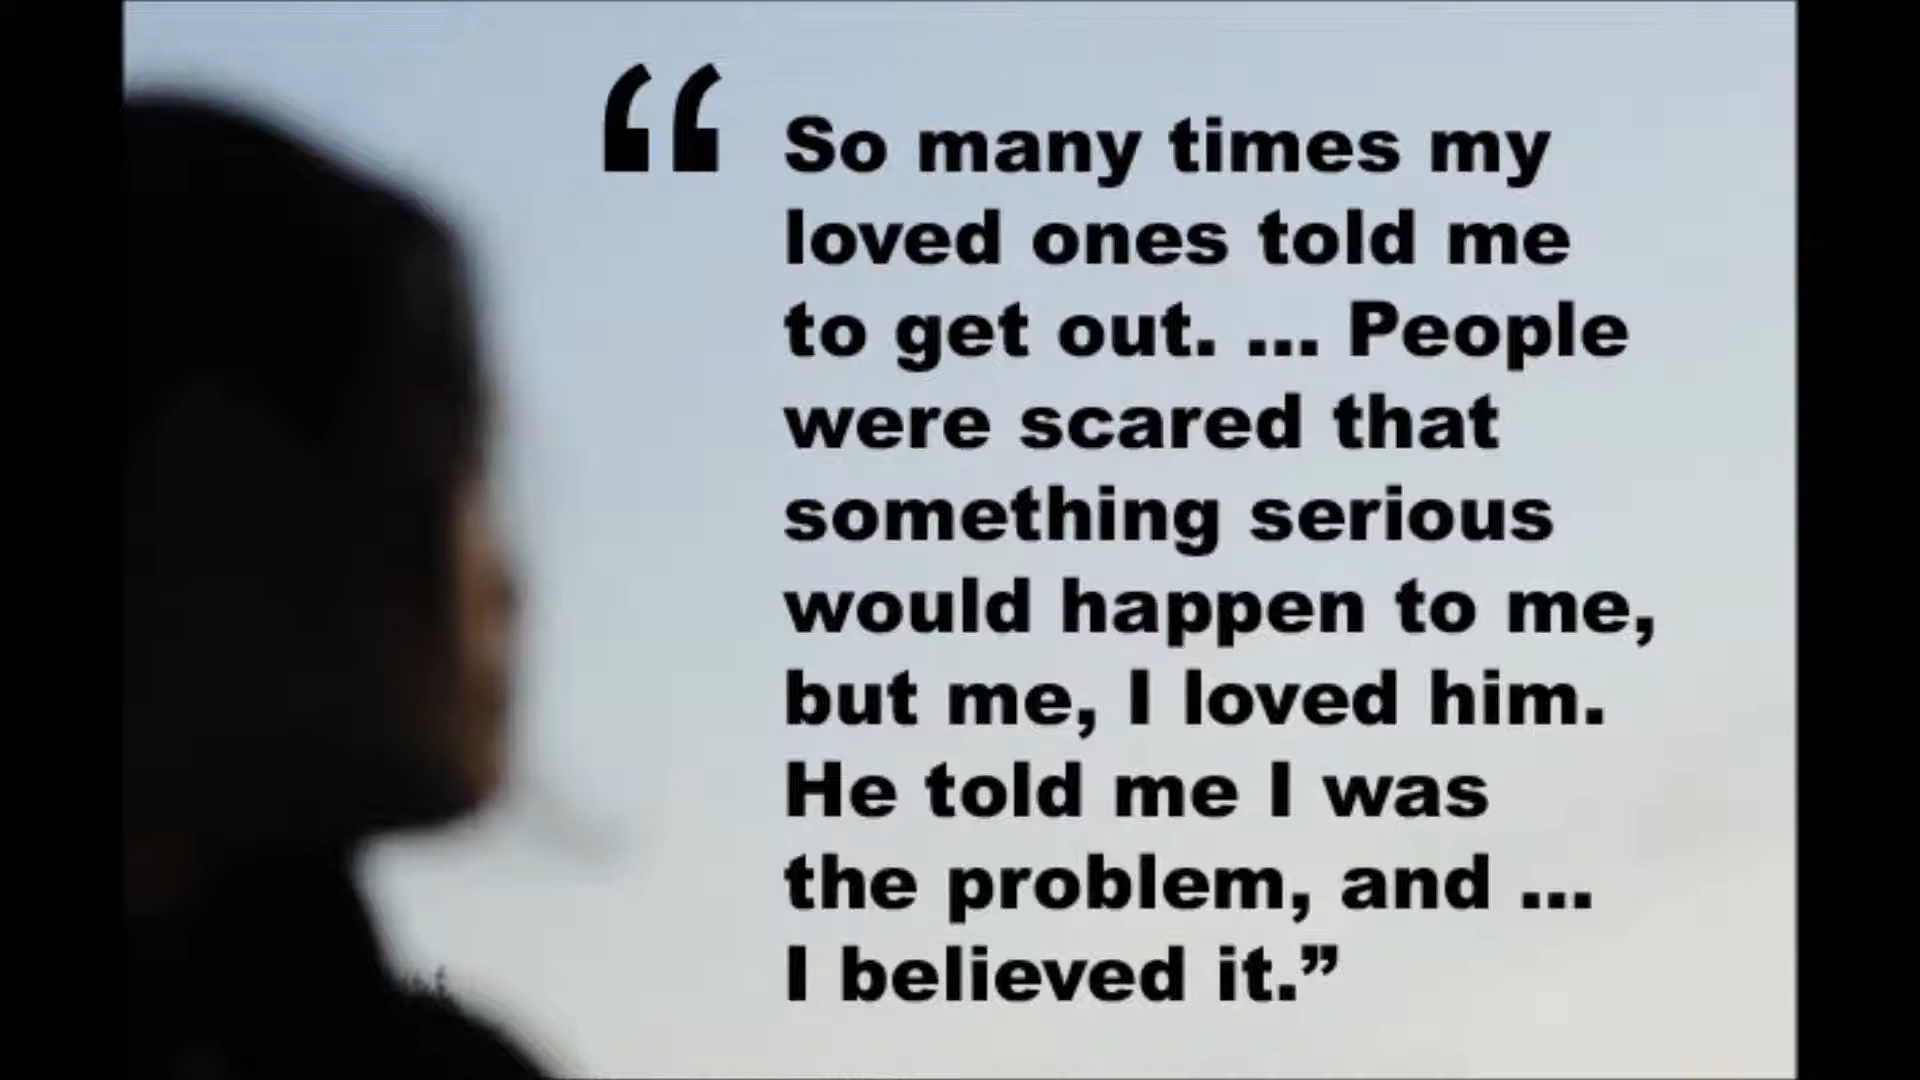 “ So many times my
loved ones told me
to get out. ... People
were scared that
something serious
would happen to me,
but me, I loved him.
He told me I was
the problem, and ...
I believed it.”